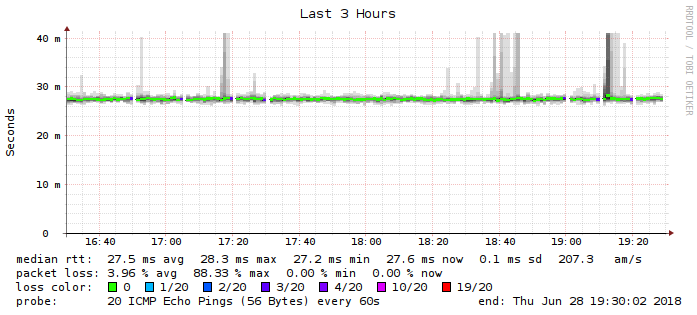 Last 3 Hours
RRDTOOL / TOBI OETIKER
Seconds
40 m
30 m
20 m
10 m
0
16:40 17:00 17:20 17:40 18:00 18:20 18:40 19:00 19:20
median rtt: 27.5 ms avg 28.3 ms max 27.2 ms min 27.6 ms now 0.1 ms sd 207.3 am/s
packet loss: 3.96 % avg 88.33 % max 0.00 % min 0.00 % now
loss color: 0 1/20 2/20 3/20 4/20 10/20 19/20
probe: 20 ICMP Echo Pings (56 Bytes) every 60s end: Thu Jun 28 19:30:02 2018